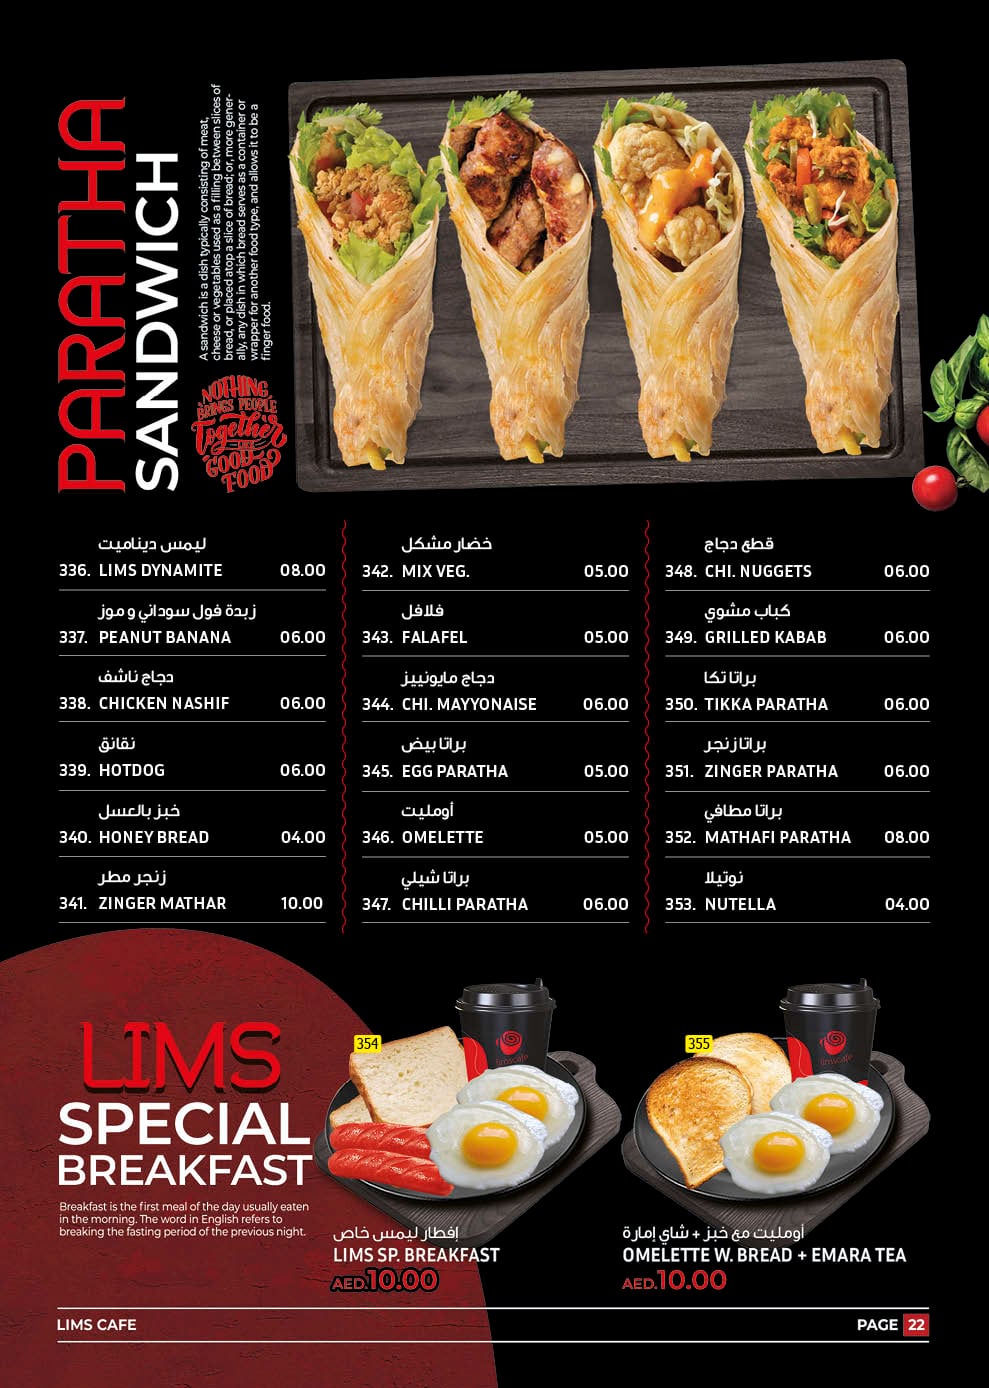 PARATHA
SANDWICH
A sandwich is a dish typically consisting of meat,
cheese or vegetables used as a filling between slices of
bread, or placed atop a slice of bread; or, more gener-
ally, any dish in which bread serves as a container or
wrapper for another food type, and allows it to be a
finger food.
NOTHING
BRINGS PEOPLE
Together
LIKE
GOOD
FOOD
ليمس ديناميت
336. LIMS DYNAMITE 08.00
زبدة فول سوداني و موز
337. PEANUT BANANA 06.00
دجاج ناشف
338. CHICKEN NASHIF 06.00
نقانق
339. HOTDOG 06.00
خبز بالعسل
340. HONEY BREAD 04.00
زنجر مطر
341. ZINGER MATHAR 10.00
خضار مشكل
342. MIX VEG. 05.00
فلافل
343. FALAFEL 05.00
دجاج مايونييز
344. CHI. MAYYONAISE 06.00
براتا بيض
345. EGG PARATHA 05.00
أومليت
346. OMELETTE 05.00
براتا شيلي
347. CHILLI PARATHA 06.00
قطع دجاج
348. CHI. NUGGETS 06.00
كباب مشوي
349. GRILLED KABAB 06.00
براتا تكا
350. TIKKA PARATHA 06.00
براتا زنجر
351. ZINGER PARATHA 06.00
براتا مطافي
352. MATHAFI PARATHA 08.00
نوتيلا
353. NUTELLA 04.00
LIMS
SPECIAL
BREAKFAST
Breakfast is the first meal of the day usually eaten
in the morning. The word in English refers to
breaking the fasting period of the previous night.
354
limscafe
إفطار ليمس خاص
LIMS SP. BREAKFAST
AED.10.00
355
limscafe
أومليت مع خبز + شاي إمارة
OMELETTE W. BREAD + EMARA TEA
AED.10.00
LIMS CAFE
PAGE 22